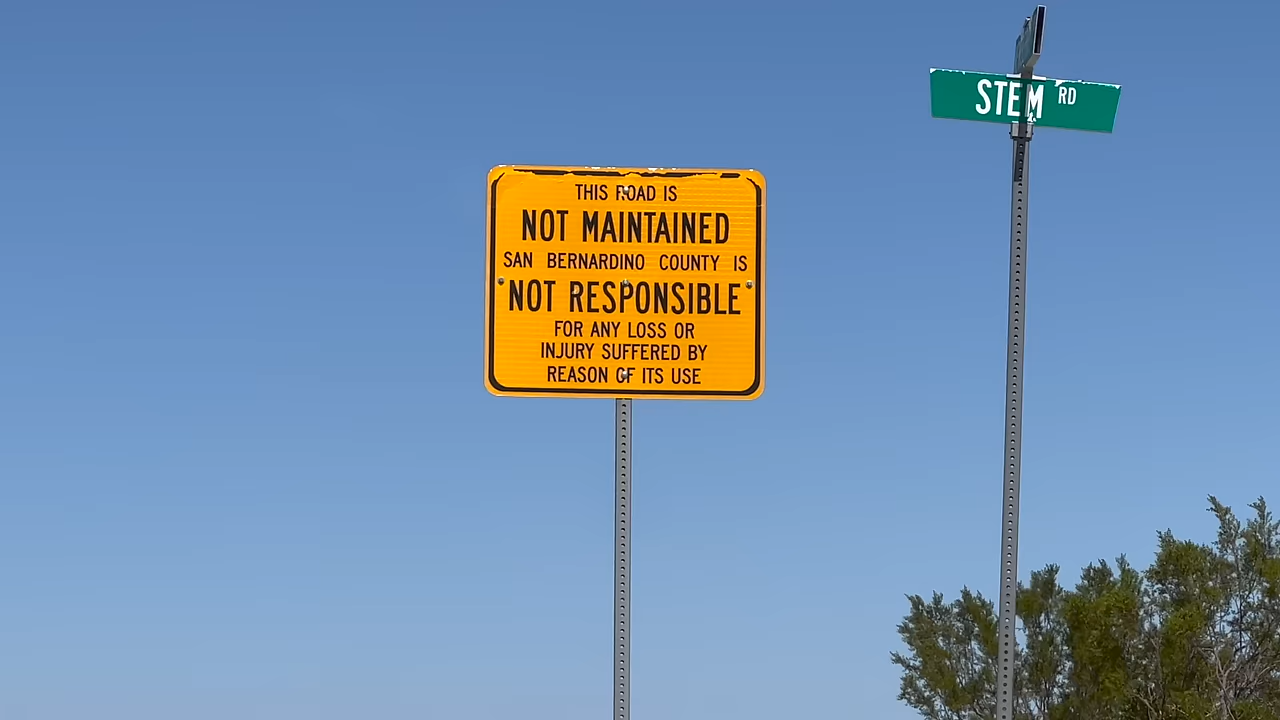 THIS ROAD IS
NOT MAINTAINED
SAN BERNARDINO COUNTY IS
NOT RESPONSIBLE
FOR ANY LOSS OR
INJURY SUFFERED BY
REASON OF ITS USE
STEM RD